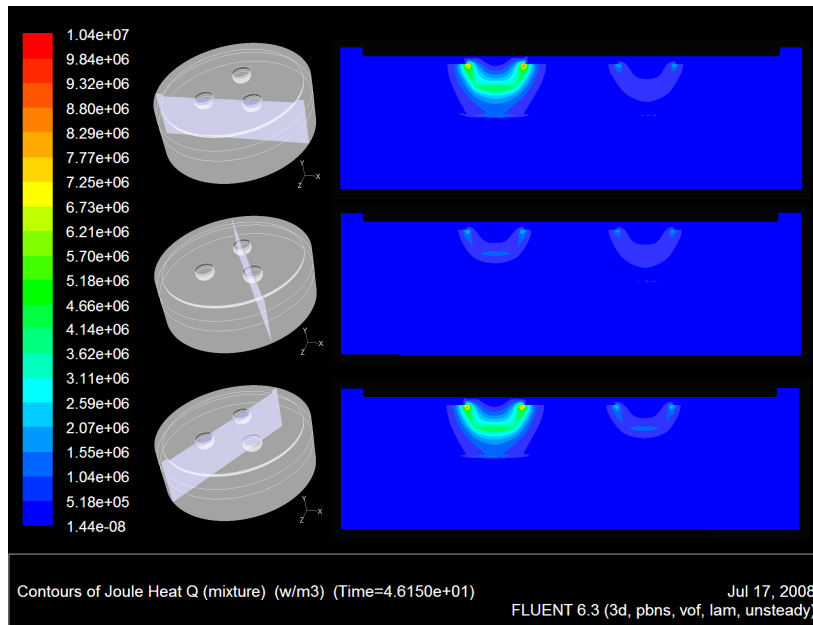 1.04e+07
9.84e+06
9.32e+06
8.80e+06
8.29e+06
7.77e+06
7.25e+06
6.73e+06
6.21e+06
5.70e+06
5.18e+06
4.66e+06
4.14e+06
3.62e+06
3.11e+06
2.59e+06
2.07e+06
1.55e+06
1.04e+06
5.18e+05
1.44e-08
Y
X
Z
Y
X
Z
Y
X
Z
Contours of Joule Heat Q (mixture) (w/m3) (Time=4.6150e+01)
Jul 17, 2008
FLUENT 6.3 (3d, pbns, vof, lam, unsteady)